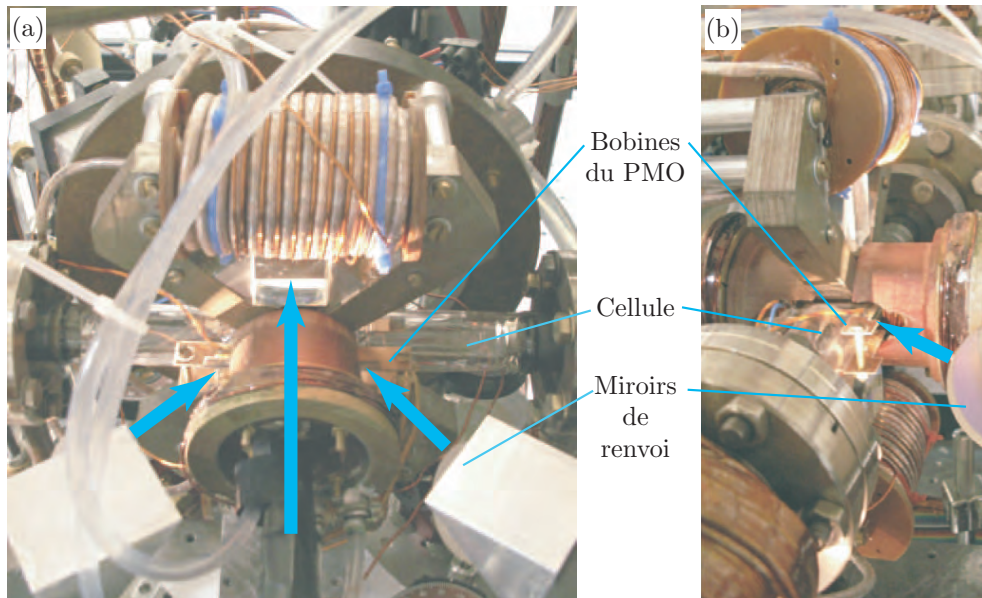 (a)
(b)
Bobines
du PMO
Cellule
Miroirs
de
renvoi